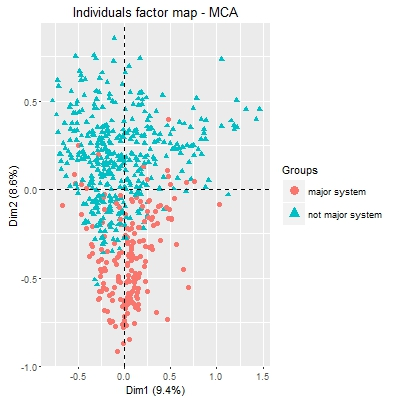 Individuals factor map - MCA
Dim2 (8.6%)
0.5
0.0
-0.5
-1.0
-0.5
0.0
0.5
1.0
1.5
Dim1 (9.4%)
Groups
major system
not major system